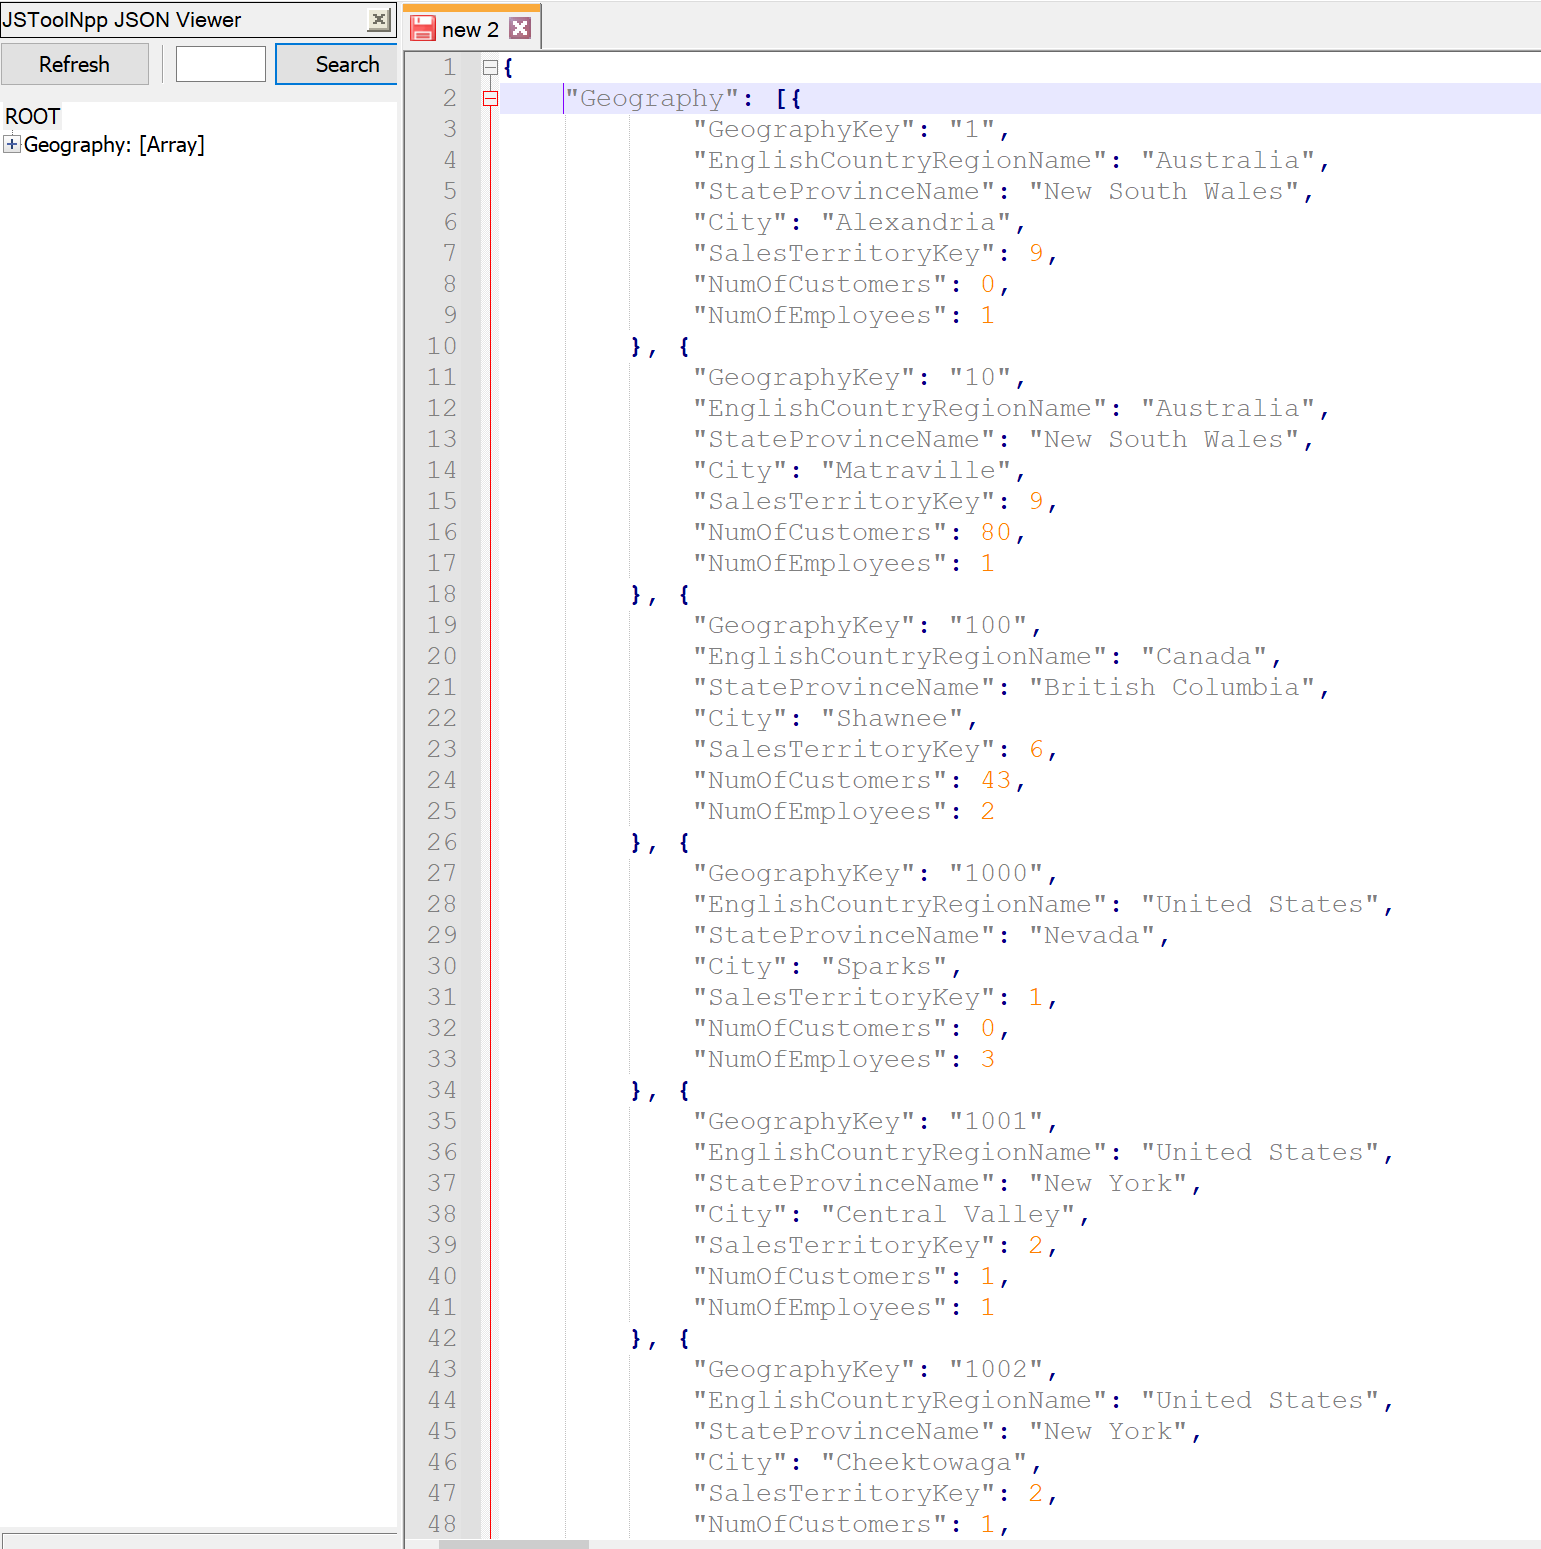 JSToolNpp JSON Viewer
Refresh
Search
ROOT
Geography: [Array]
new 2
1 {
2 "Geography": [{
3 "GeographyKey": "1",
4 "EnglishCountryRegionName": "Australia",
5 "StateProvinceName": "New South Wales",
6 "City": "Alexandria",
7 "SalesTerritoryKey": 9,
8 "NumOfCustomers": 0,
9 "NumOfEmployees": 1
10 }, {
11 "GeographyKey": "10",
12 "EnglishCountryRegionName": "Australia",
13 "StateProvinceName": "New South Wales",
14 "City": "Matraville",
15 "SalesTerritoryKey": 9,
16 "NumOfCustomers": 80,
17 "NumOfEmployees": 1
18 }, {
19 "GeographyKey": "100",
20 "EnglishCountryRegionName": "Canada",
21 "StateProvinceName": "British Columbia",
22 "City": "Shawnee",
23 "SalesTerritoryKey": 6,
24 "NumOfCustomers": 43,
25 "NumOfEmployees": 2
26 }, {
27 "GeographyKey": "1000",
28 "EnglishCountryRegionName": "United States",
29 "StateProvinceName": "Nevada",
30 "City": "Sparks",
31 "SalesTerritoryKey": 1,
32 "NumOfCustomers": 0,
33 "NumOfEmployees": 3
34 }, {
35 "GeographyKey": "1001",
36 "EnglishCountryRegionName": "United States",
37 "StateProvinceName": "New York",
38 "City": "Central Valley",
39 "SalesTerritoryKey": 2,
40 "NumOfCustomers": 1,
41 "NumOfEmployees": 1
42 }, {
43 "GeographyKey": "1002",
44 "EnglishCountryRegionName": "United States",
45 "StateProvinceName": "New York",
46 "City": "Cheektowaga",
47 "SalesTerritoryKey": 2,
48 "NumOfCustomers": 1,